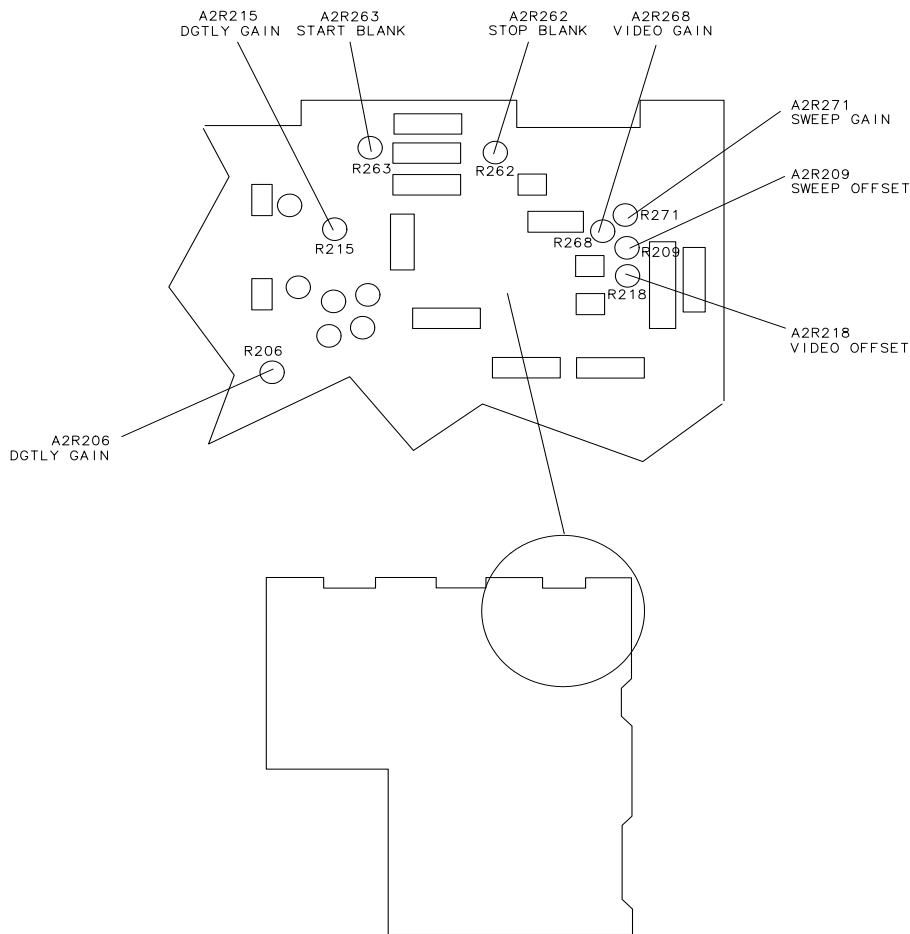 A2R215
DGTLY GAIN
A2R263
START BLANK
A2R262
STOP BLANK
A2R268
VIDEO GAIN
A2R271
SWEEP GAIN
R263
R262
A2R209
SWEEP OFFSET
R215
R271
R268
R209
R218
A2R218
VIDEO OFFSET
R206
A2R206
DGTLY GAIN